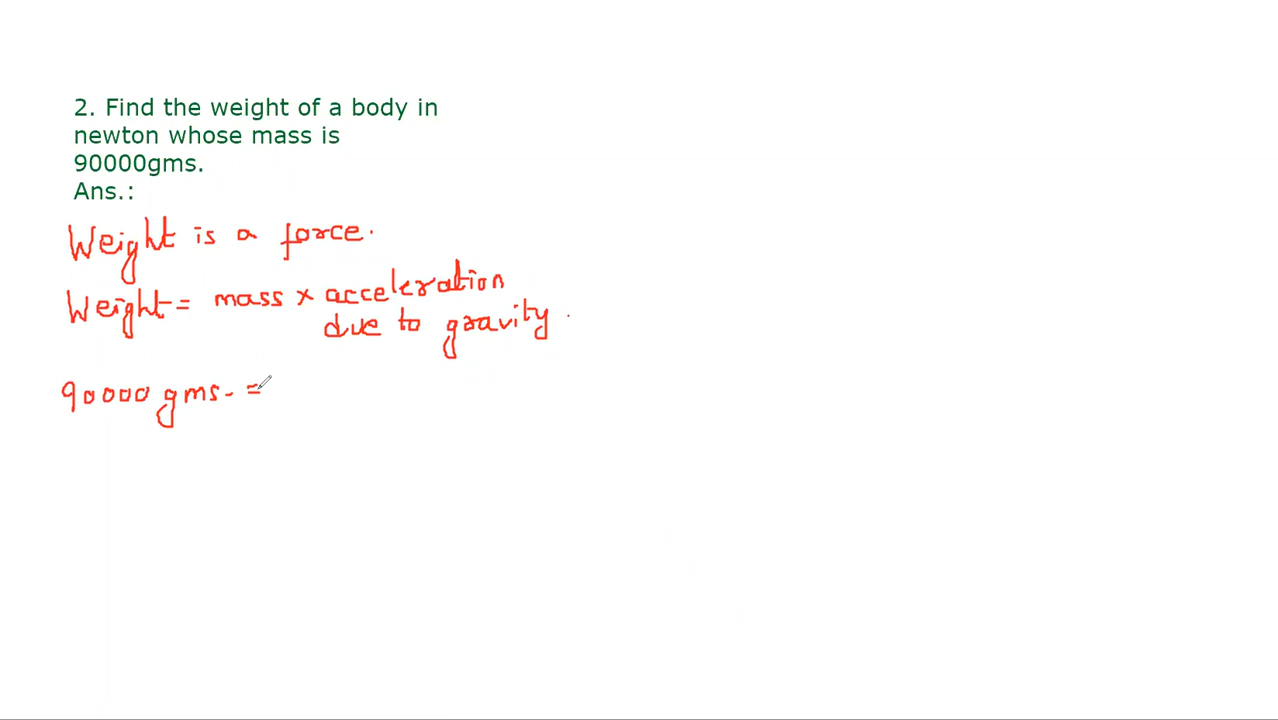 2. Find the weight of a body in
newton whose mass is
90000gms.
Ans.:
Weight is a force.
Weight = mass × acceleration
due to gravity.
90000 gms. =